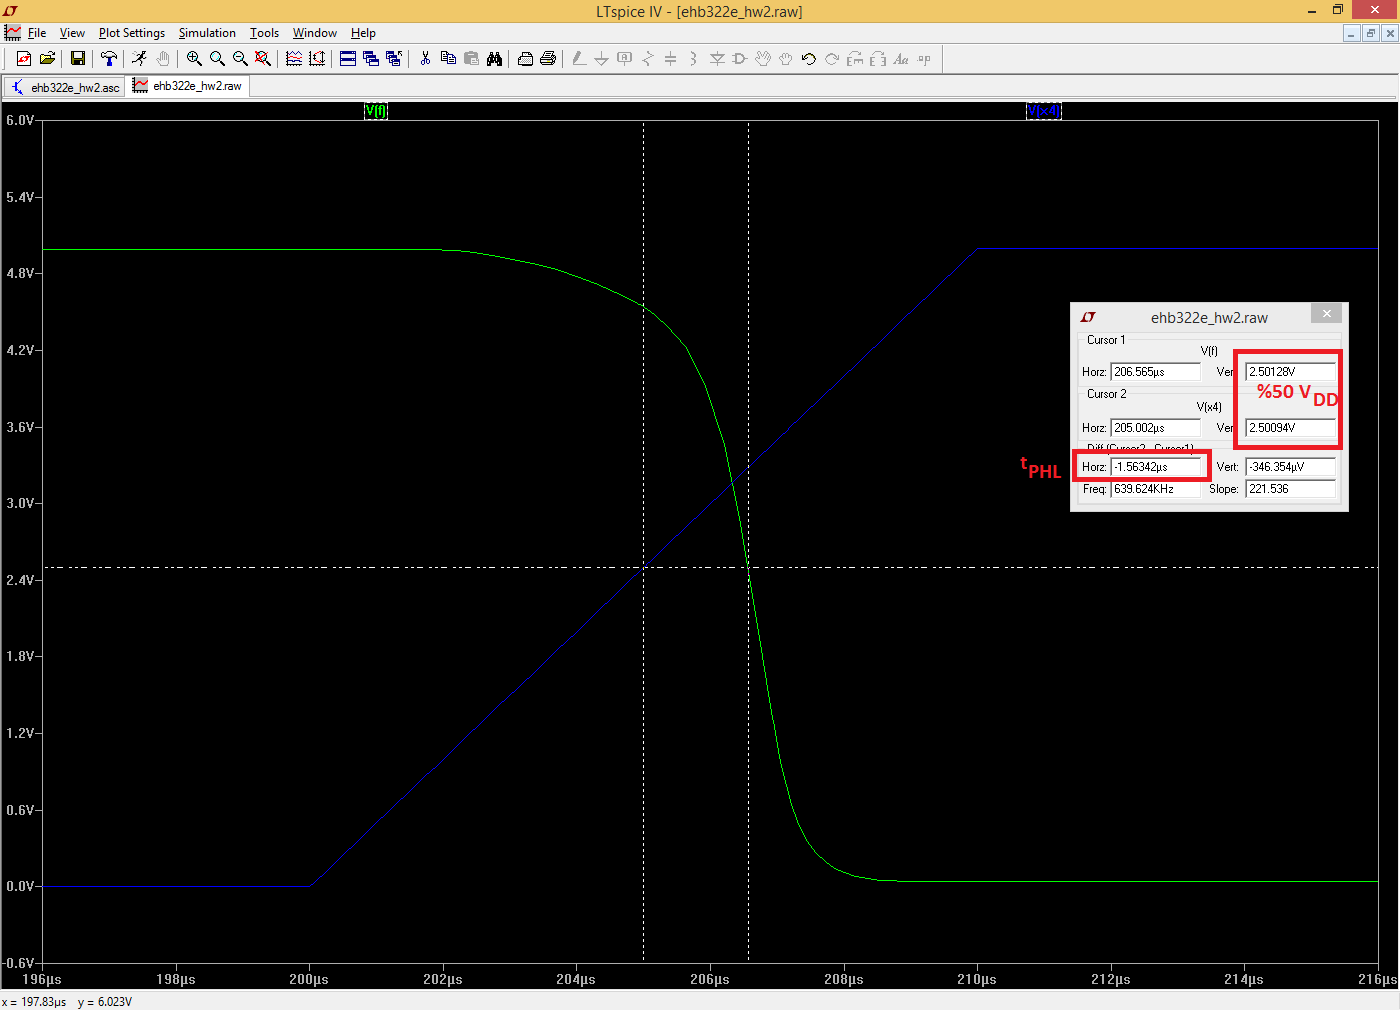 LTspice IV - [ehb322e_hw2.raw]
File View Plot Settings Simulation Tools Window Help
ehb322e_hw2.asc ehb322e_hw2.raw
V(f) V(x4)
6.0V
5.4V
4.8V
4.2V
3.6V
3.0V
2.4V
1.8V
1.2V
0.6V
0.0V
-0.6V
196µs 198µs 200µs 202µs 204µs 206µs 208µs 210µs 212µs 214µs 216µs
ehb322e_hw2.raw
Cursor 1
V(f)
Horz: 206.565µs Ver 2.50128V
%50 VDD
Cursor 2
V(x4)
Horz: 205.002µs Ver 2.50094V
Diff (Cursor2 - Cursor1)
tPHL
Horz: -1.56342µs Vert: -346.354µV
Freq: 639.624KHz Slope: 221.536
x = 197.83µs y = 6.023V